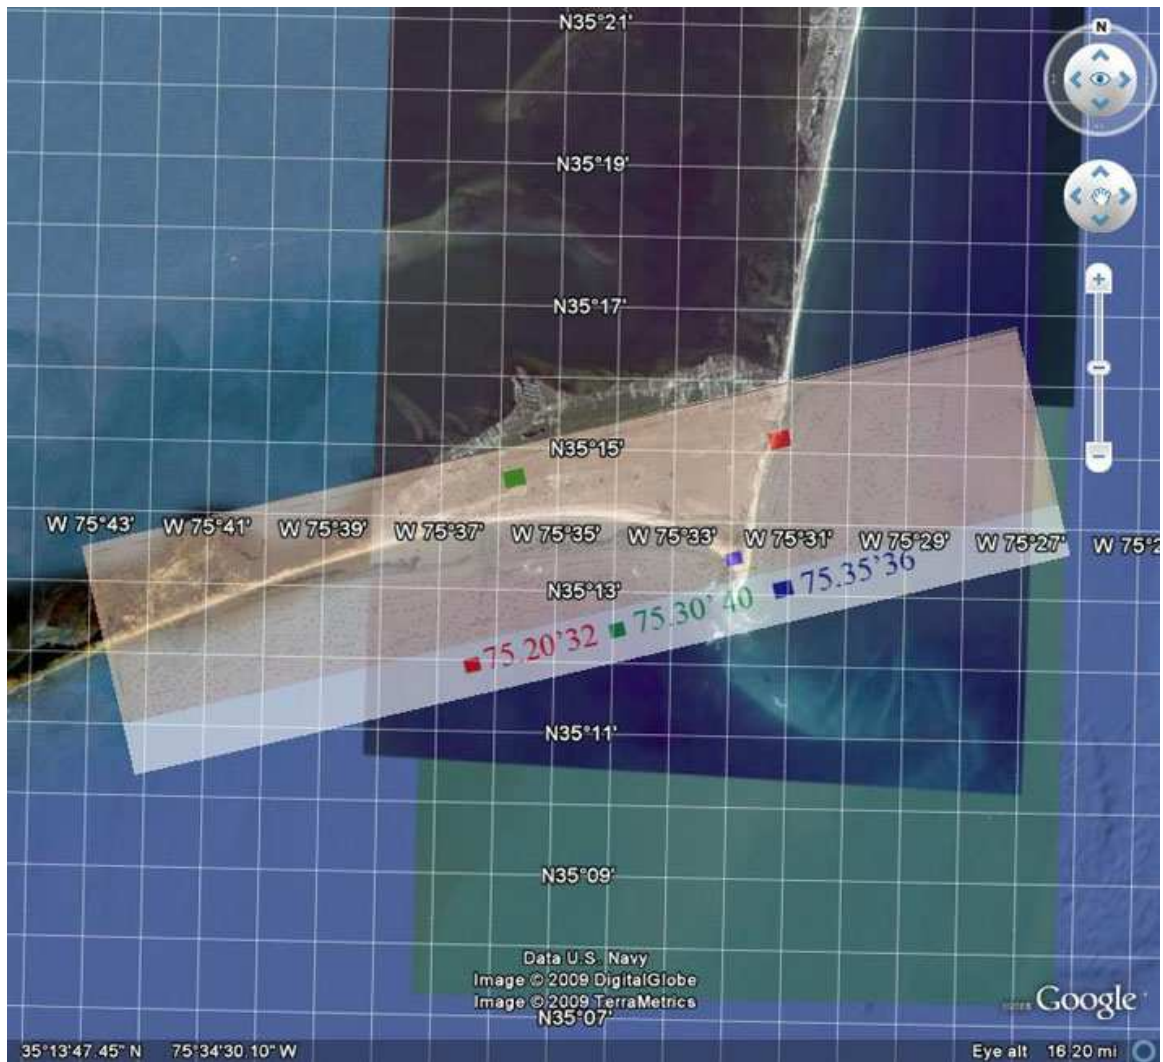 N35°21'
N
N35°19'
N35°17'
N35°15'
W 75°43' W 75°41' W 75°39' W 75°37' W 75°35' W 75°33' W 75°31' W 75°29' W 75°27'
N35°13'
75.20’32 75.30’ 40 75.35’36
N35°11'
N35°09'
Data U.S. Navy
Image © 2009 DigitalGlobe
Image © 2009 TerraMetrics
Google
N35°07'
35°13'47.45" N 75°34'30.10" W Eye alt 16.20 mi